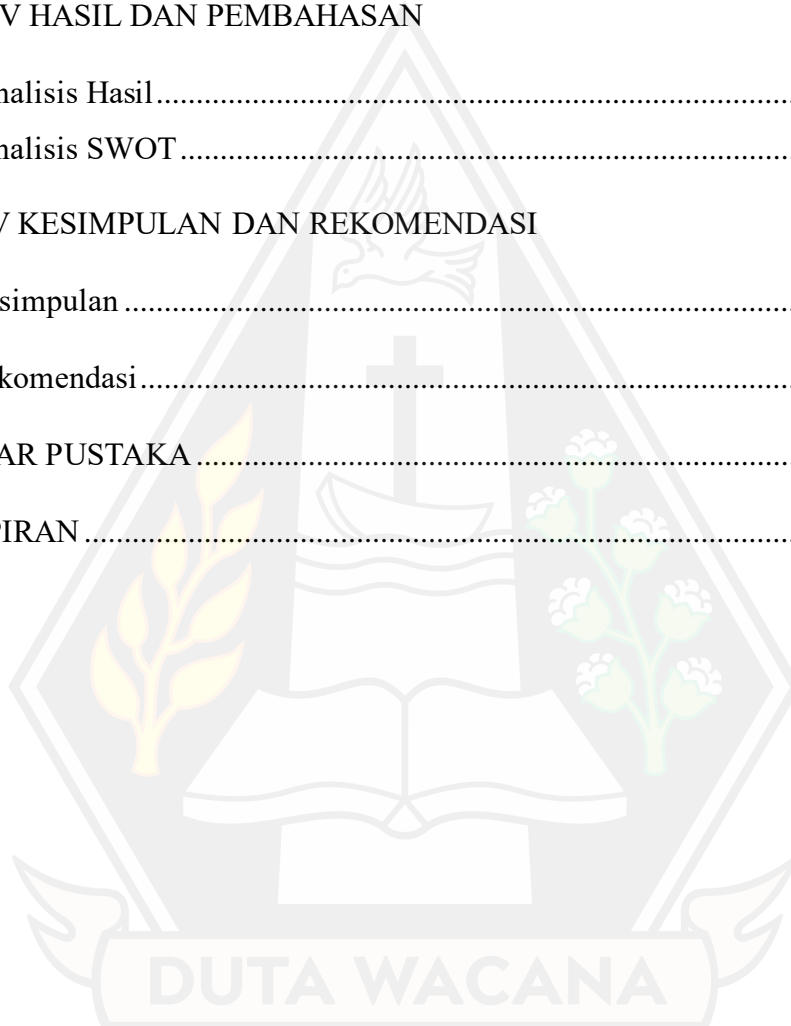 V HASIL DAN PEMBAHASAN
nalisis Hasil........................................................................................
nalisis SWOT.....................................................................................
V KESIMPULAN DAN REKOMENDASI
simpulan ............................................................................................
komendasi..........................................................................................
AR PUSTAKA ...................................................................................
PIRAN .................................................................................................
DUTA WACANA